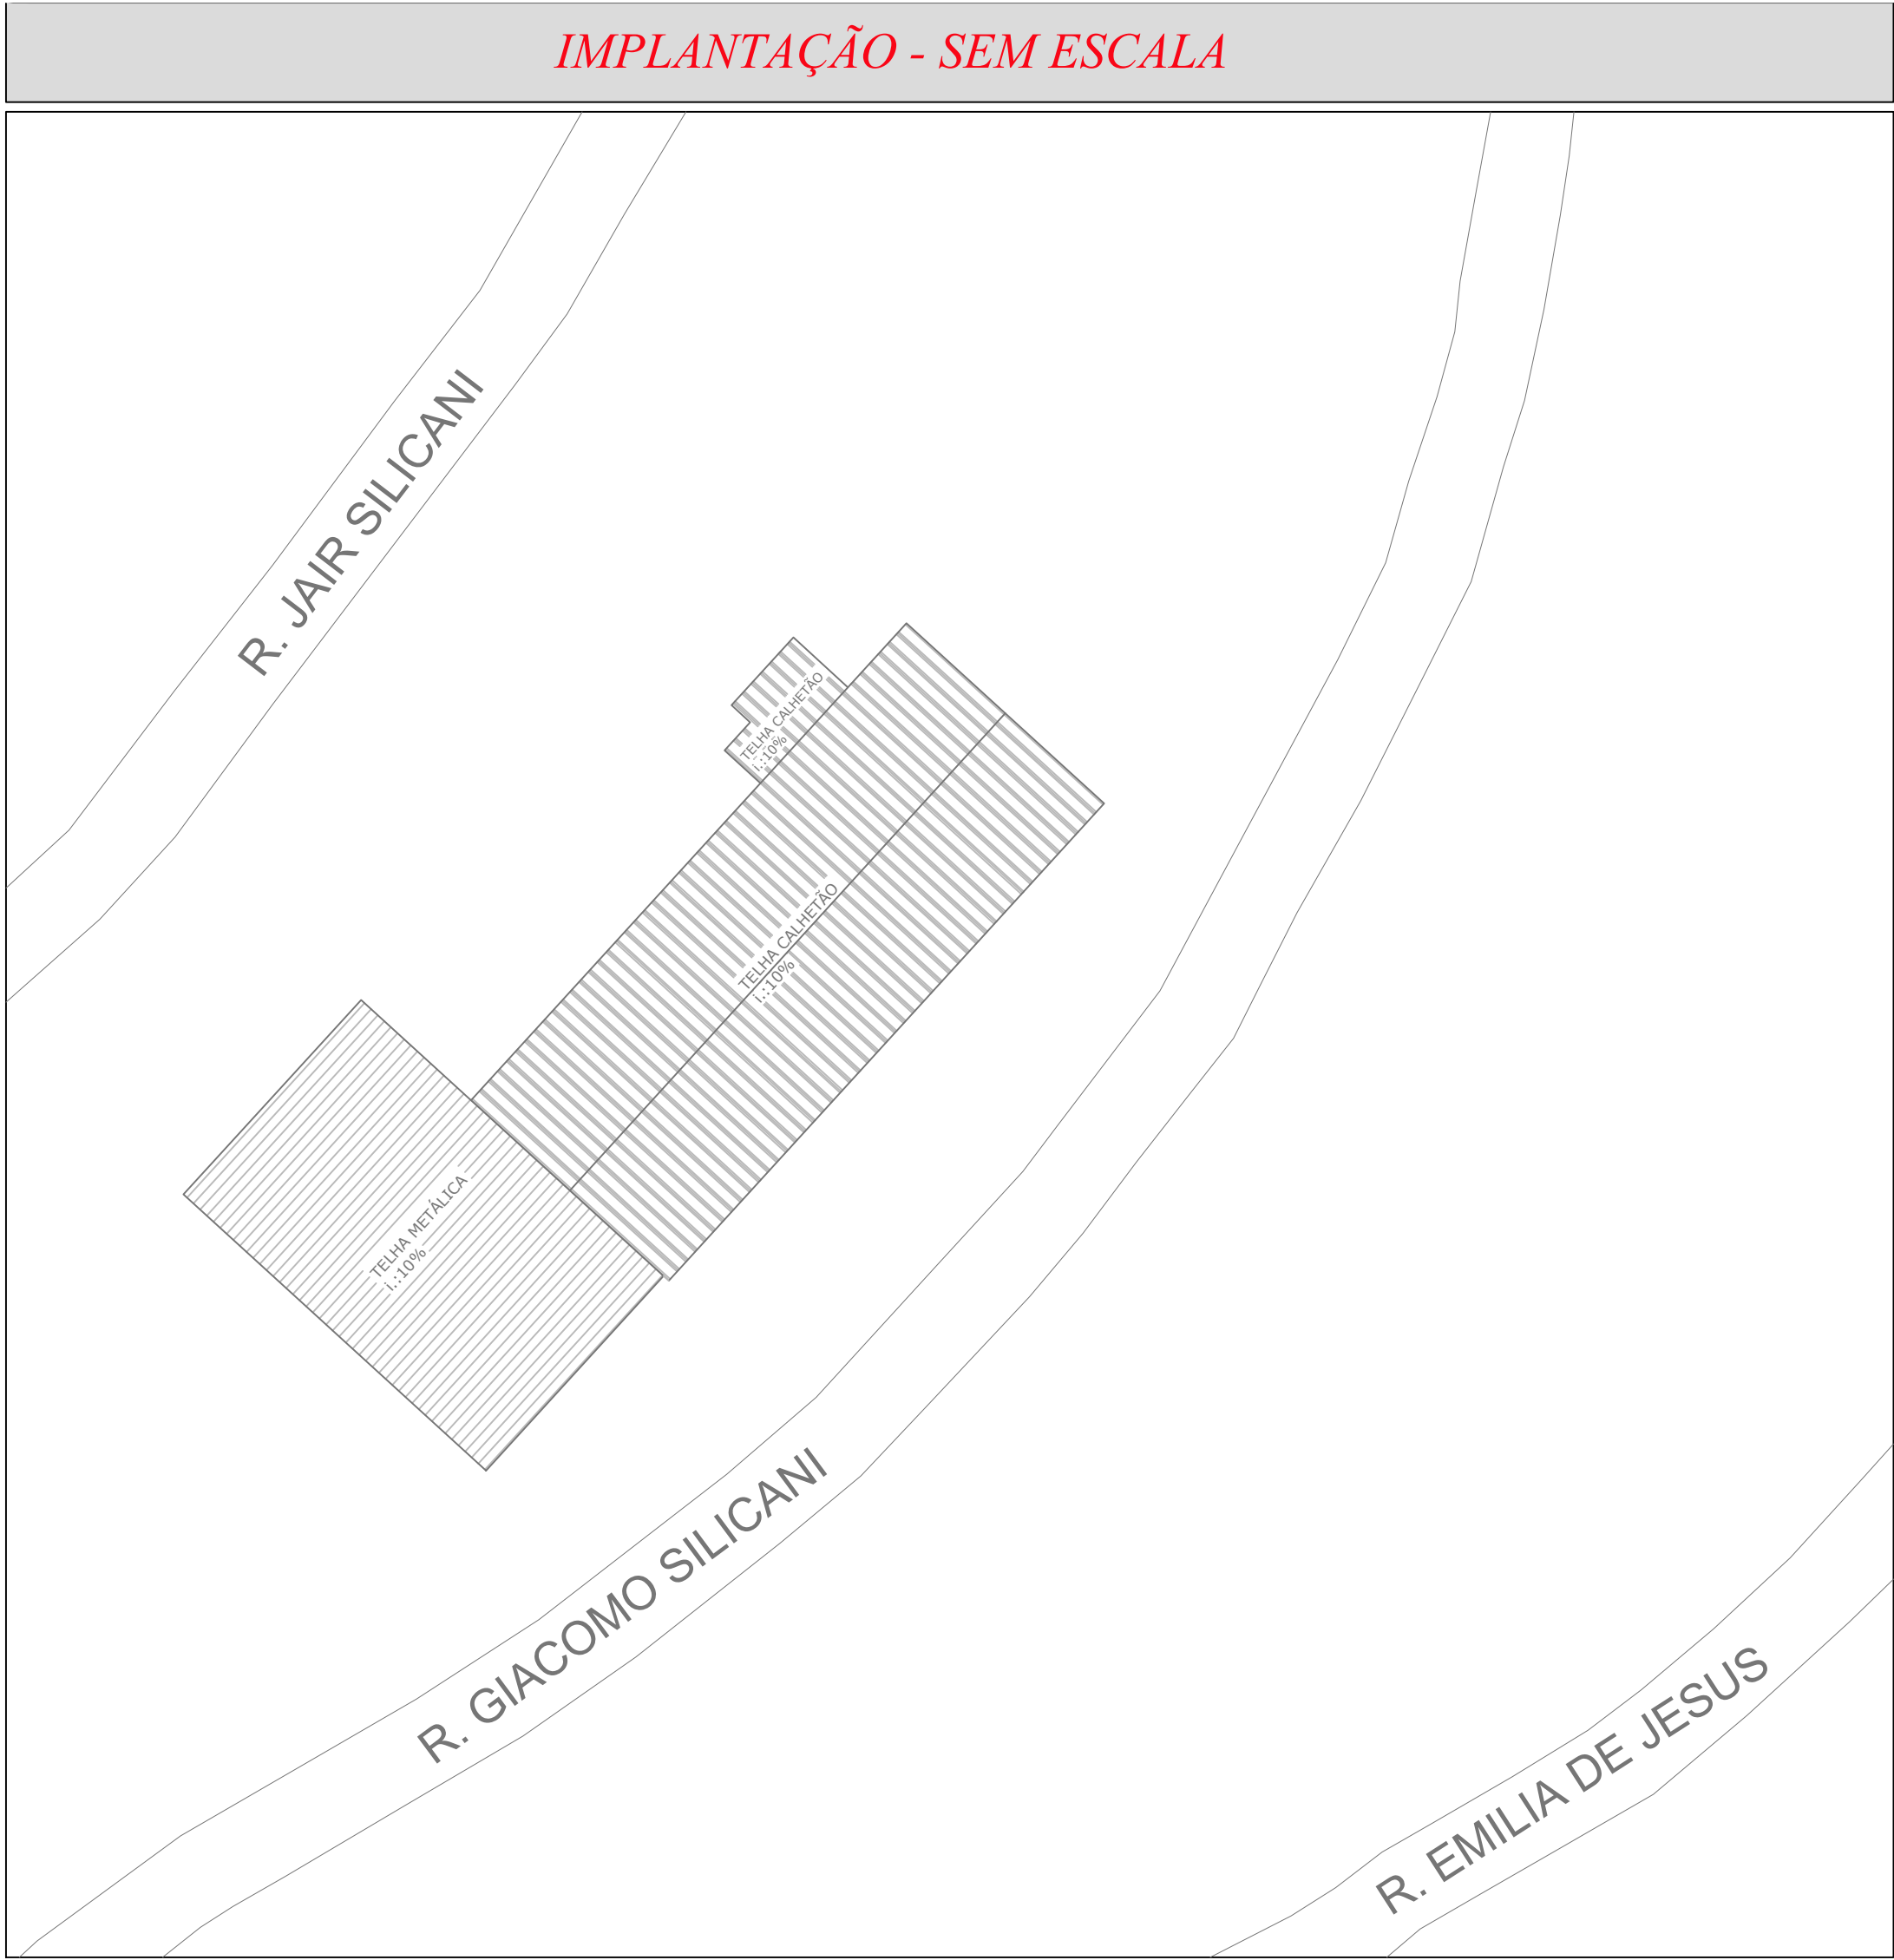 IMPLANTAÇÃO - SEM ESCALA
R. JAIR SILICANI
TELHA CALHETÃO
i.:10%
TELHA CALHETÃO
i.:10%
TELHA METÁLICA
i.:10%
R. GIACOMO SILICANI
R. EMILIA DE JESUS